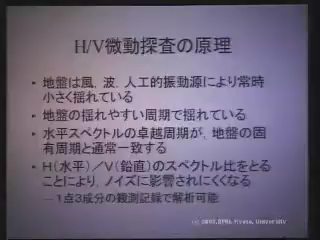 H/V微動探査の原理
• 地盤は風，波，人工的振動源により常時
小さく揺れている
• 地盤の揺れやすい周期で揺れている
• 水平スペクトルの卓越周期が，地盤の固
有周期と通常一致する
• H（水平）／V（鉛直）のスペクトル比をとる
ことにより，ノイズに影響されにくくなる
– 1点3成分の観測記録で解析可能
(c) 2005,DPRI,Kyoto,University